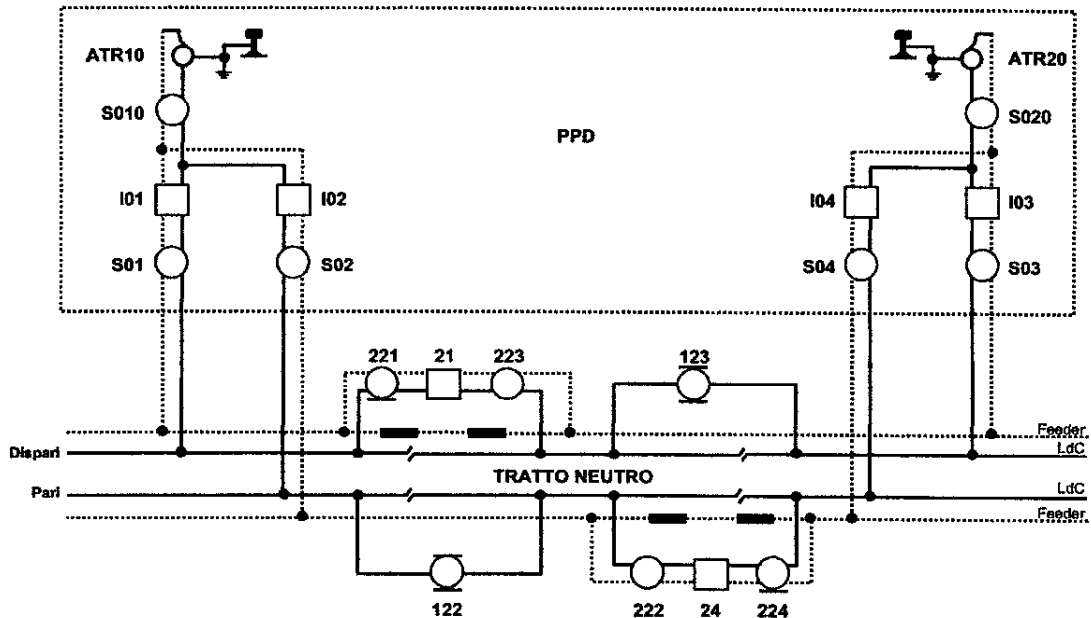 ATR10
ATR20
S010
S020
PPD
I01
I02
I04
I03
S01
S02
S04
S03
221
21
223
123
Feeder
Dispari
LdC
TRATTO NEUTRO
Pari
LdC
Feeder
122
222
24
224